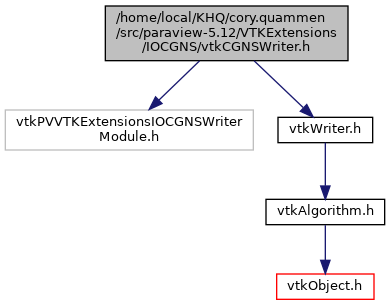 /home/local/KHQ/cory.quammen
/src/paraview-5.12/VTKExtensions
/IOCGNS/vtkCGNSWriter.h
vtkPVVTKExtensionsIOCGNSWriter
Module.h
vtkWriter.h
vtkAlgorithm.h
vtkObject.h